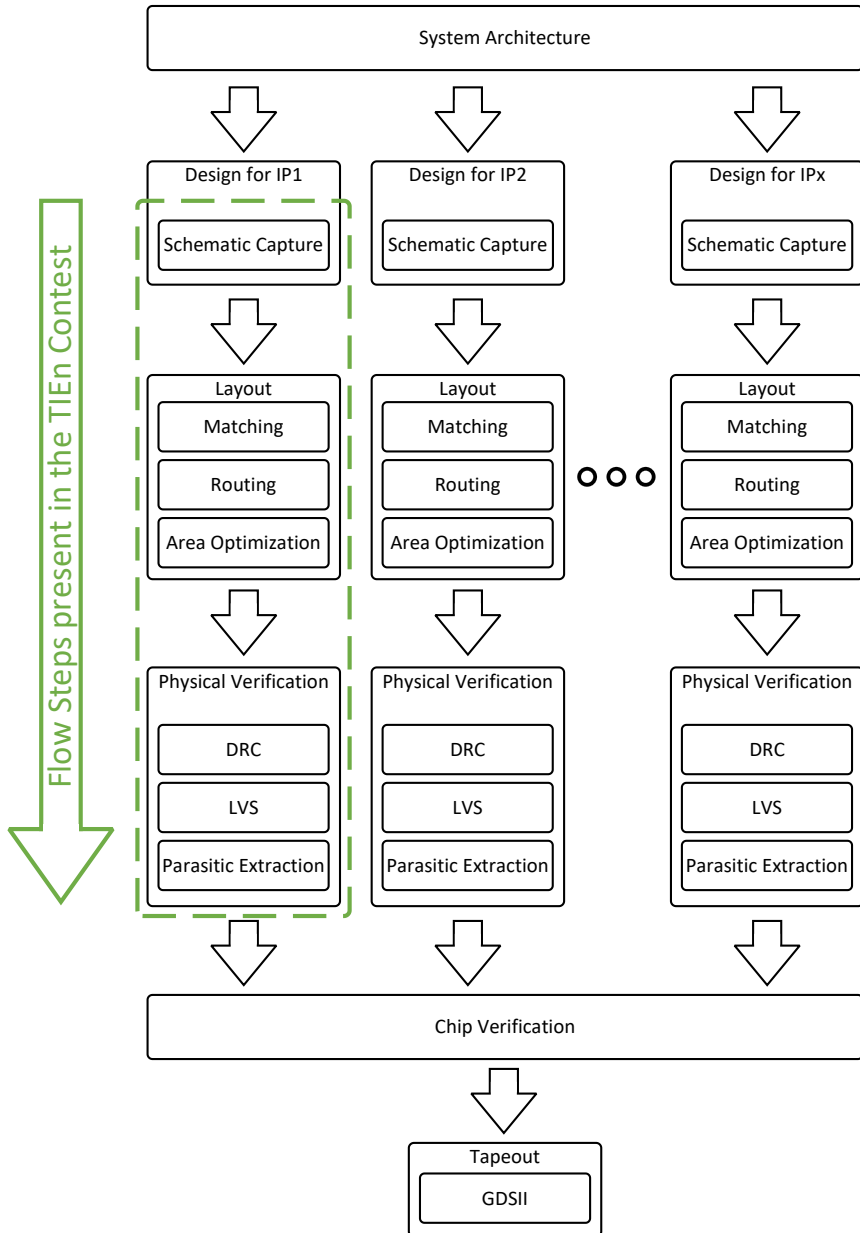 System Architecture
Flow Steps present in the TIEn Contest
Design for IP1
Design for IP2
Design for IPx
Schematic Capture
Schematic Capture
Schematic Capture
Layout
Layout
Layout
Matching
Matching
Matching
Routing
Routing
Routing
Area Optimization
Area Optimization
Area Optimization
Physical Verification
Physical Verification
Physical Verification
DRC
DRC
DRC
LVS
LVS
LVS
Parasitic Extraction
Parasitic Extraction
Parasitic Extraction
Chip Verification
Tapeout
GDSII